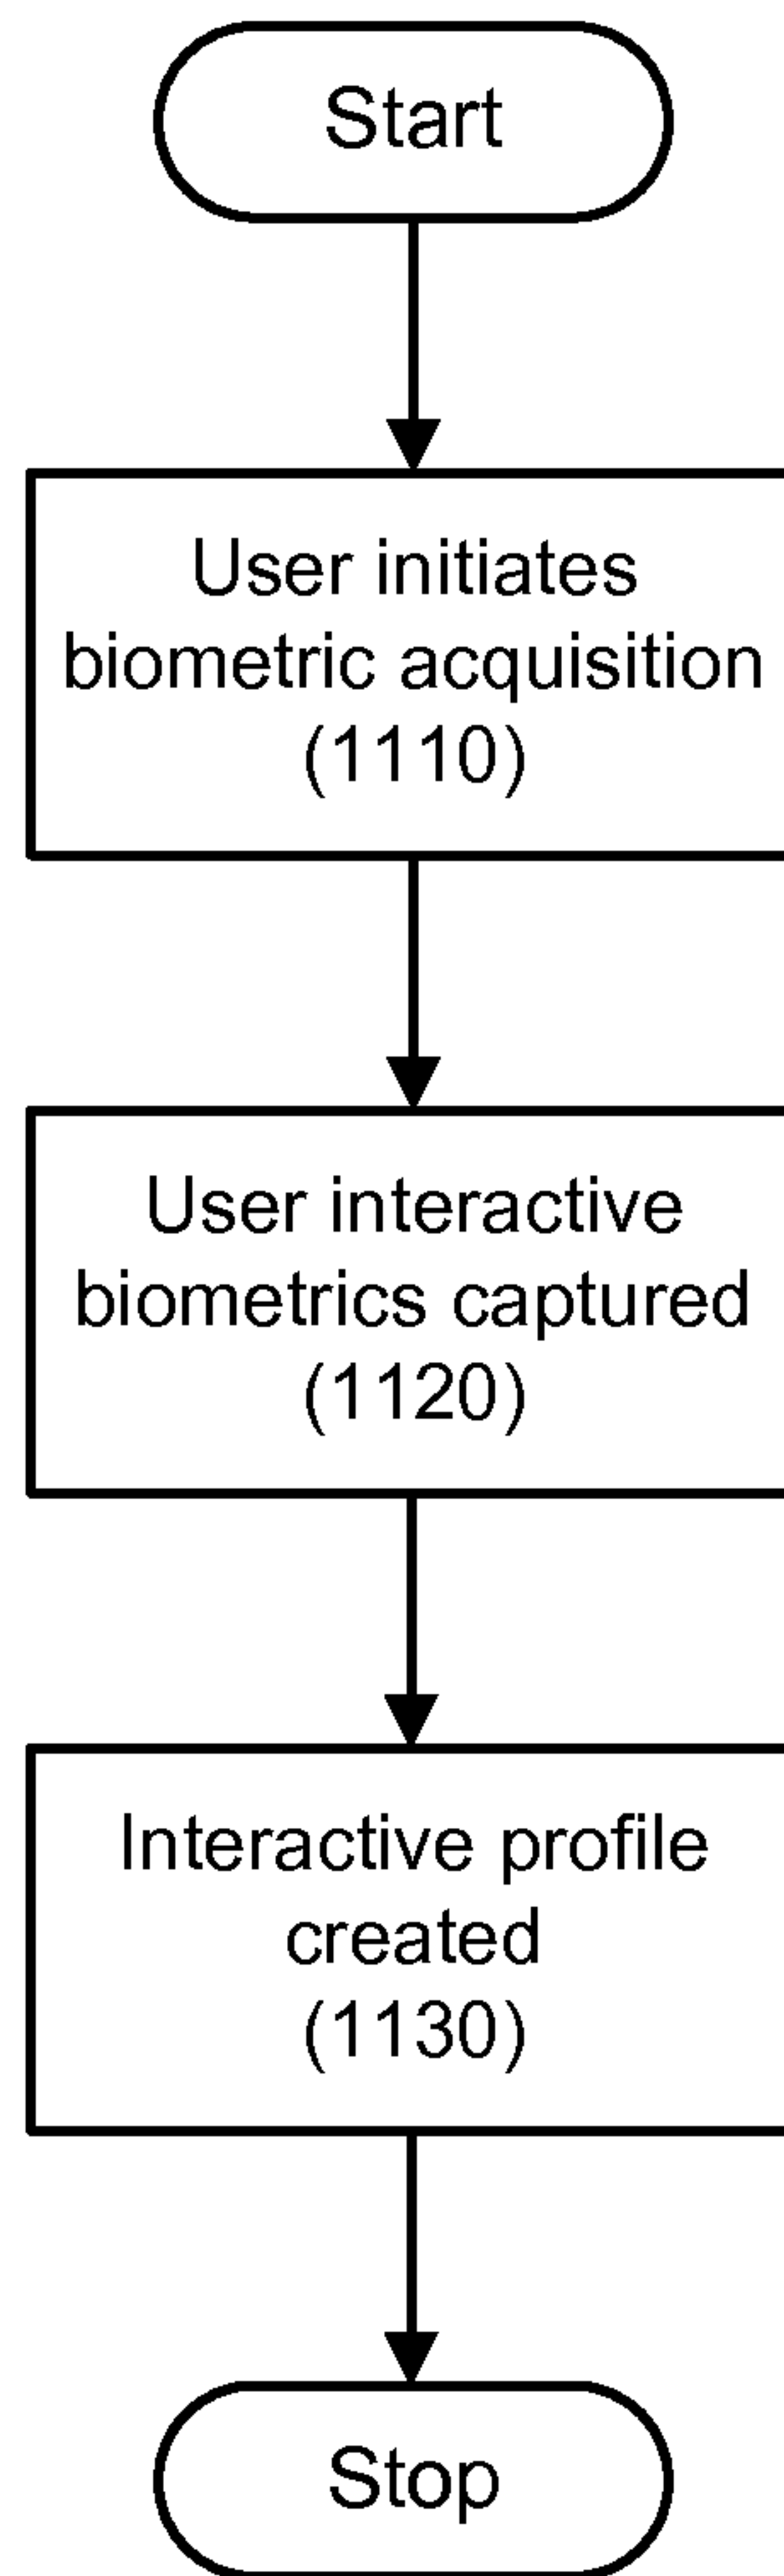 Start
User initiates
biometric acquisition
(1110)
User interactive
biometrics captured
(1120)
Interactive profile
created
(1130)
Stop